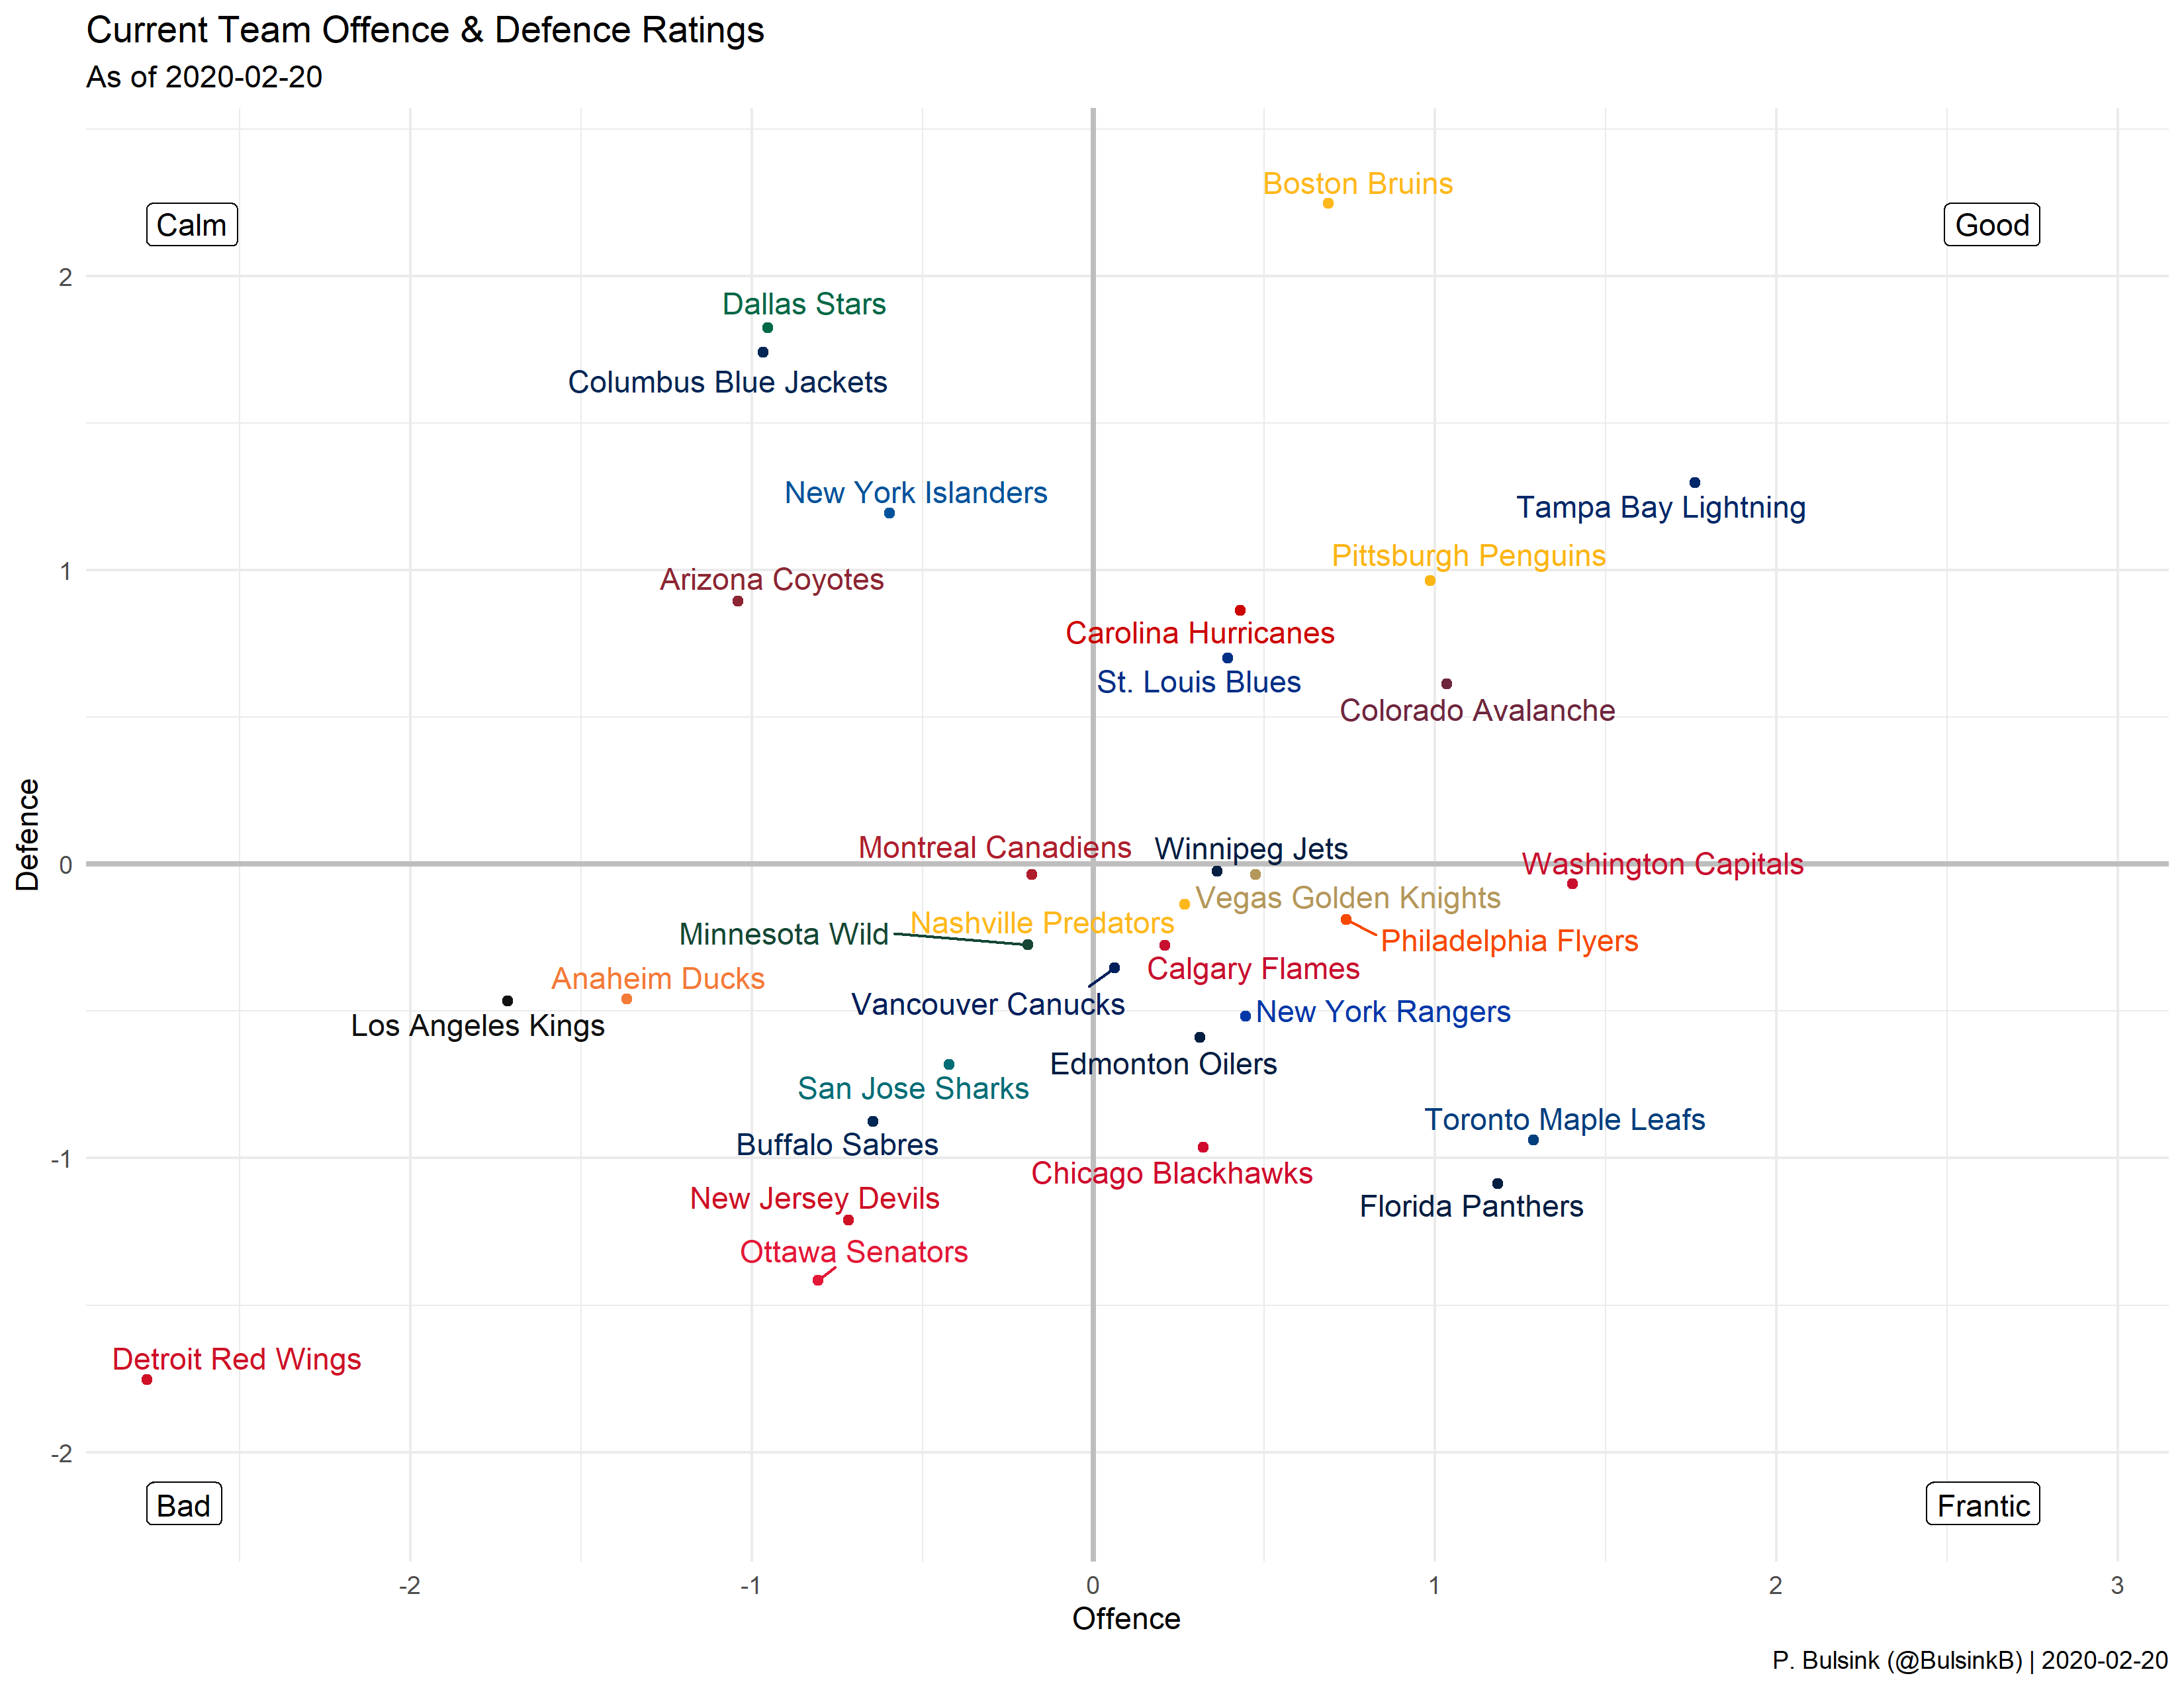 Current Team Offence & Defence Ratings
As of 2020-02-20
Boston Bruins
Calm
Good
2
Dallas Stars
Columbus Blue Jackets
New York Islanders
Tampa Bay Lightning
Pittsburgh Penguins
1
Arizona Coyotes
Carolina Hurricanes
St. Louis Blues
Colorado Avalanche
Defence
Montreal Canadiens
Winnipeg Jets
0
Washington Capitals
Vegas Golden Knights
Nashville Predators
Minnesota Wild
Philadelphia Flyers
Calgary Flames
Anaheim Ducks
Vancouver Canucks
New York Rangers
Los Angeles Kings
Edmonton Oilers
San Jose Sharks
Toronto Maple Leafs
Buffalo Sabres
-1
Chicago Blackhawks
New Jersey Devils
Florida Panthers
Ottawa Senators
Detroit Red Wings
-2
Bad
Frantic
-2
-1
0
1
2
3
Offence
P. Bulsink (@BulsinkB) | 2020-02-20